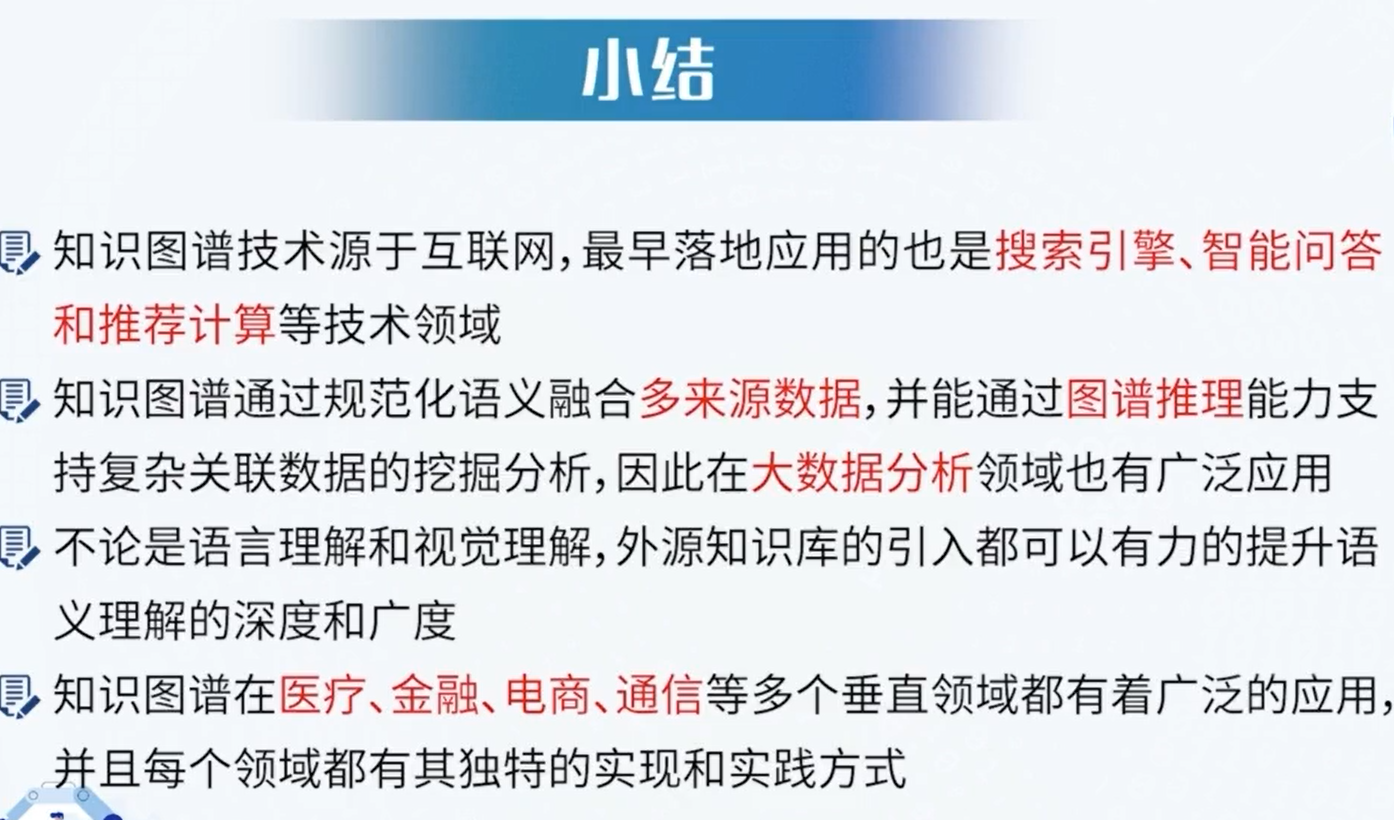 小结
知识图谱技术源于互联网,最早落地应用的也是搜索引擎、智能问答
和推荐计算等技术领域
知识图谱通过规范化语义融合多来源数据,并能通过图谱推理能力支
持复杂关联数据的挖掘分析,因此在大数据分析领域也有广泛应用
不论是语言理解和视觉理解,外源知识库的引入都可以有力的提升语
义理解的深度和广度
知识图谱在医疗、金融、电商、通信等多个垂直领域都有着广泛的应用,
并且每个领域都有其独特的实现和实践方式